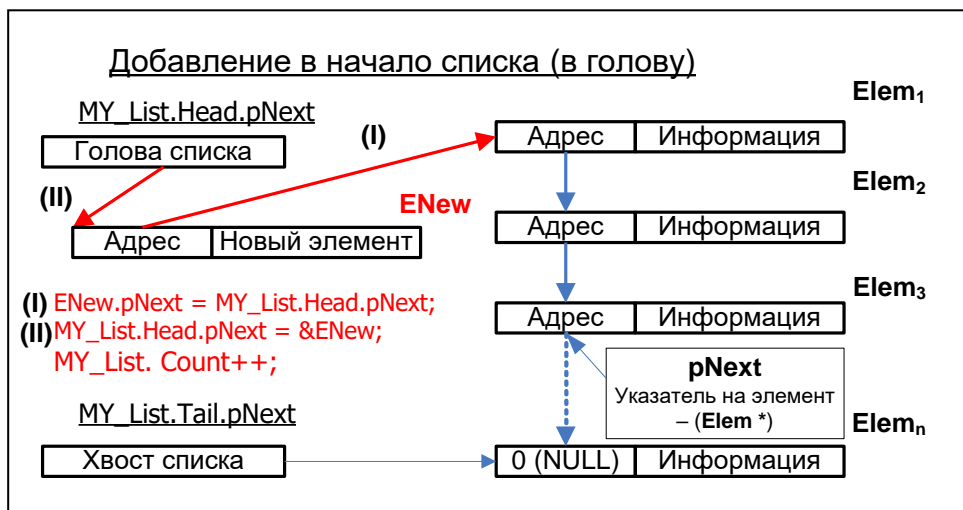 Добавление в начало списка (в голову)
MY_List.Head.pNext
Голова списка
(I)
(II)
ENew
Адрес Новый элемент
Elem1
Адрес Информация
Elem2
Адрес Информация
Elem3
Адрес Информация
(I) ENew.pNext = MY_List.Head.pNext;
(II) MY_List.Head.pNext = &ENew;
MY_List. Count++;
pNext
Указатель на элемент
– (Elem *)
MY_List.Tail.pNext
Хвост списка
Elemn
0 (NULL) Информация